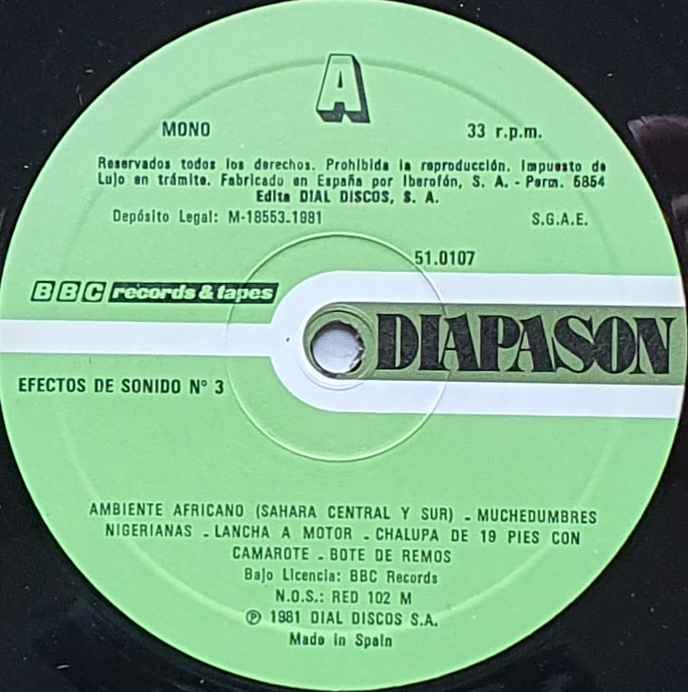 A
MONO 33 r.p.m.
Reservados todos los derechos. Prohibida la reproducción. Impuesto de
Lujo en trámite. Fabricado en España por Iberofón, S. A. - Perm. 5854
Edita DIAL DISCOS, S. A.
Depósito Legal: M-18553-1981 S.G.A.E.
51.0107
BBC records & tapes
DIAPASON
EFECTOS DE SONIDO Nº 3
AMBIENTE AFRICANO (SAHARA CENTRAL Y SUR) - MUCHEDUMBRES
NIGERIANAS - LANCHA A MOTOR - CHALUPA DE 19 PIES CON
CAMAROTE - BOTE DE REMOS
Bajo Licencia: BBC Records
N.O.S.: RED 102 M
℗ 1981 DIAL DISCOS S.A.
Made in Spain